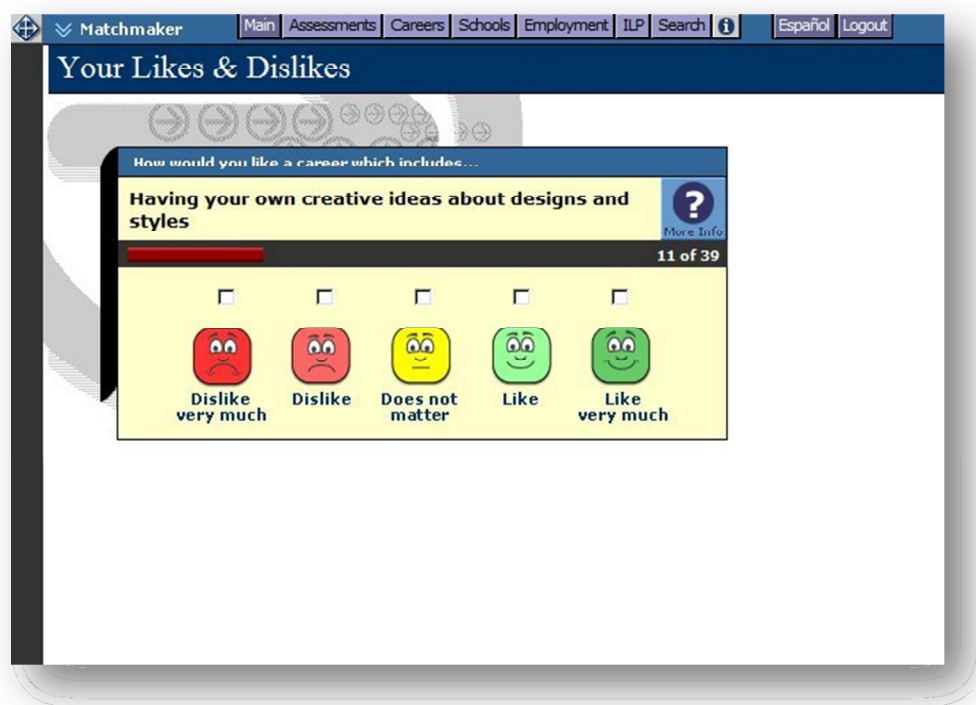 Matchmaker Main Assessments Careers Schools Employment ILP Search Español Logout
Your Likes & Dislikes
How would you like a career which includes...
Having your own creative ideas about designs and
styles
?
More Info
11 of 39
Dislike
very much
Dislike
Does not
matter
Like
Like
very much